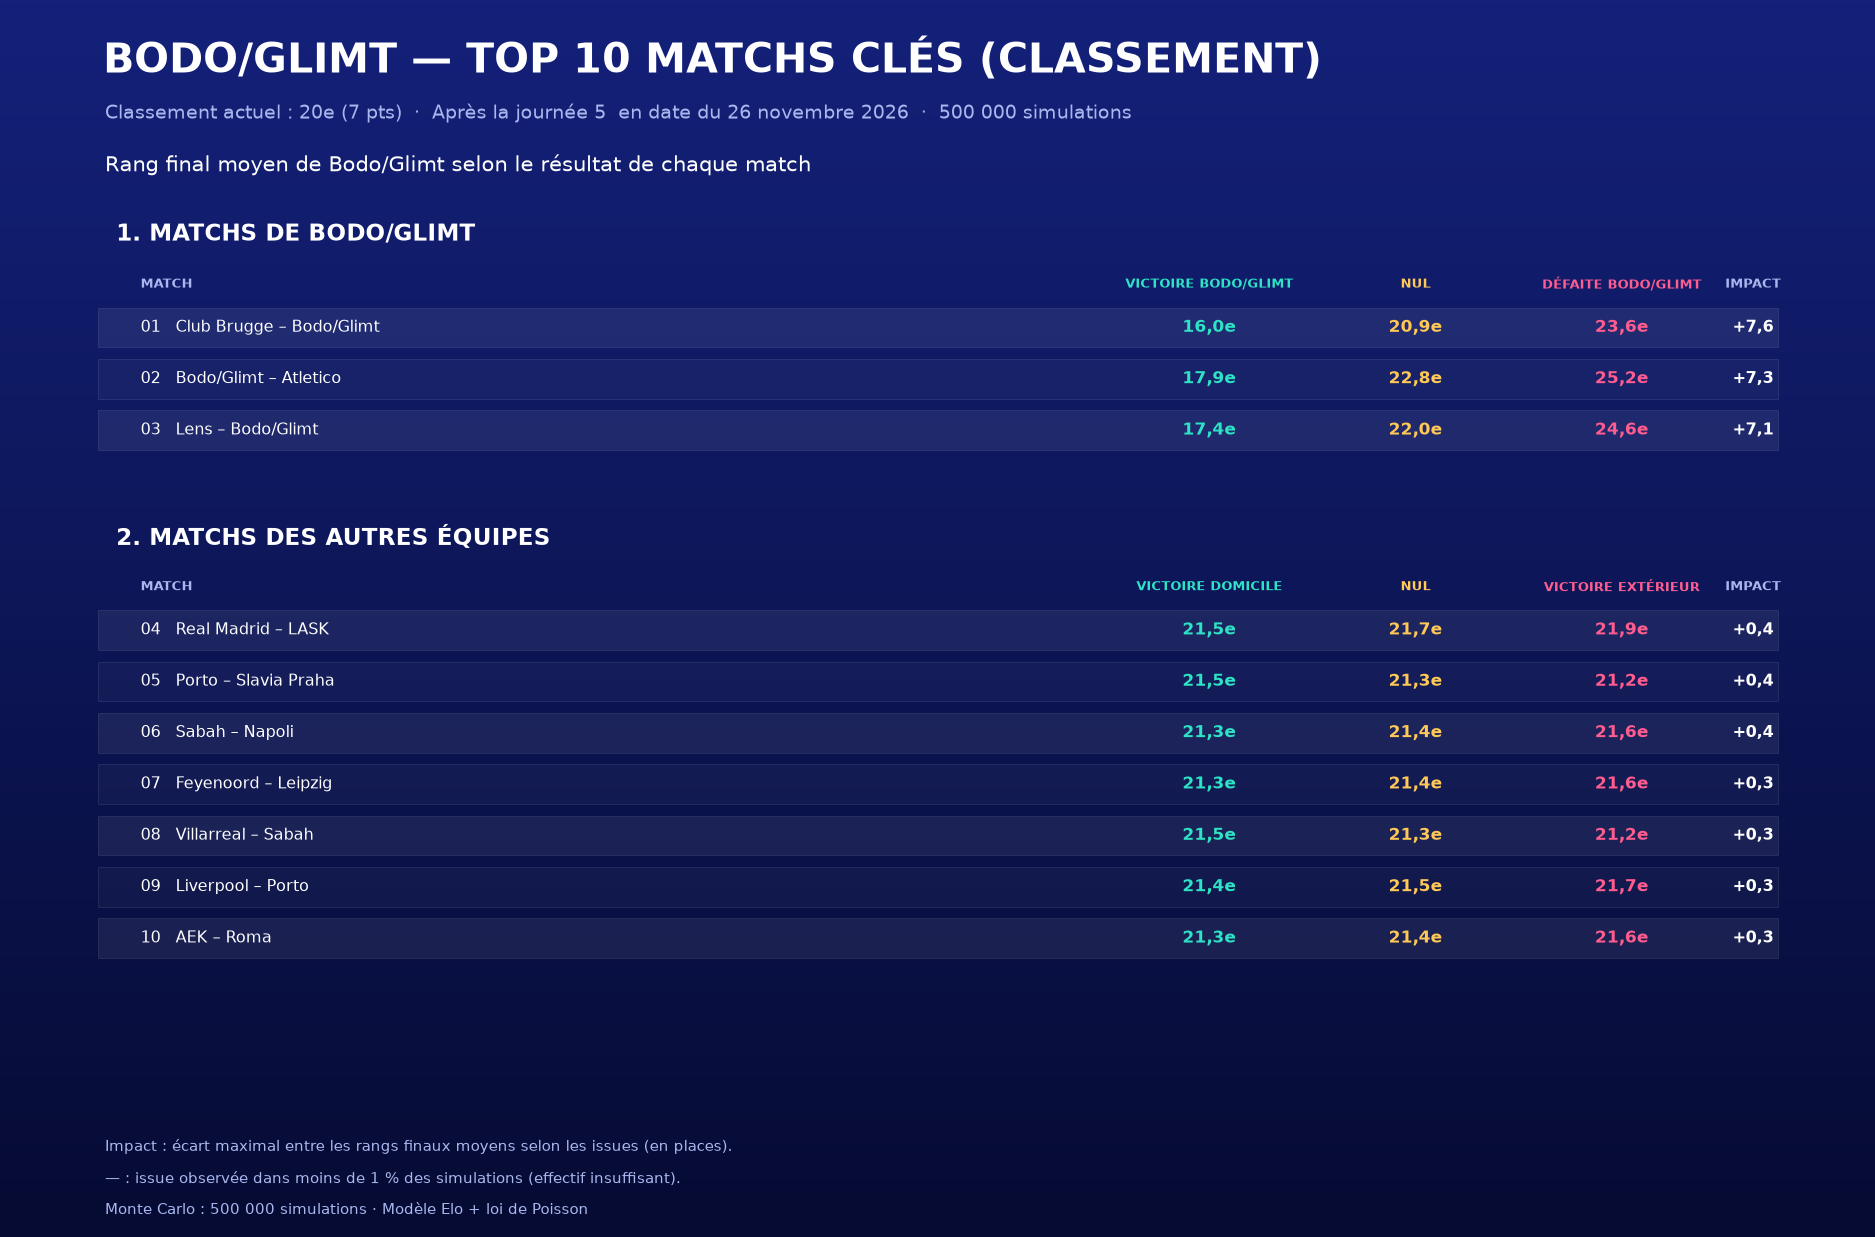 BODO/GLIMT — TOP 10 MATCHS CLÉS (CLASSEMENT)
Classement actuel : 20e (7 pts) · Après la journée 5 en date du 26 novembre 2026 · 500 000 simulations
Rang final moyen de Bodo/Glimt selon le résultat de chaque match
1. MATCHS DE BODO/GLIMT
MATCH VICTOIRE BODO/GLIMT NUL DÉFAITE BODO/GLIMT IMPACT
01 Club Brugge – Bodo/Glimt 16,0e 20,9e 23,6e +7,6
02 Bodo/Glimt – Atletico 17,9e 22,8e 25,2e +7,3
03 Lens – Bodo/Glimt 17,4e 22,0e 24,6e +7,1
2. MATCHS DES AUTRES ÉQUIPES
MATCH VICTOIRE DOMICILE NUL VICTOIRE EXTÉRIEUR IMPACT
04 Real Madrid – LASK 21,5e 21,7e 21,9e +0,4
05 Porto – Slavia Praha 21,5e 21,3e 21,2e +0,4
06 Sabah – Napoli 21,3e 21,4e 21,6e +0,4
07 Feyenoord – Leipzig 21,3e 21,4e 21,6e +0,3
08 Villarreal – Sabah 21,5e 21,3e 21,2e +0,3
09 Liverpool – Porto 21,4e 21,5e 21,7e +0,3
10 AEK – Roma 21,3e 21,4e 21,6e +0,3
Impact : écart maximal entre les rangs finaux moyens selon les issues (en places).
— : issue observée dans moins de 1 % des simulations (effectif insuffisant).
Monte Carlo : 500 000 simulations · Modèle Elo + loi de Poisson